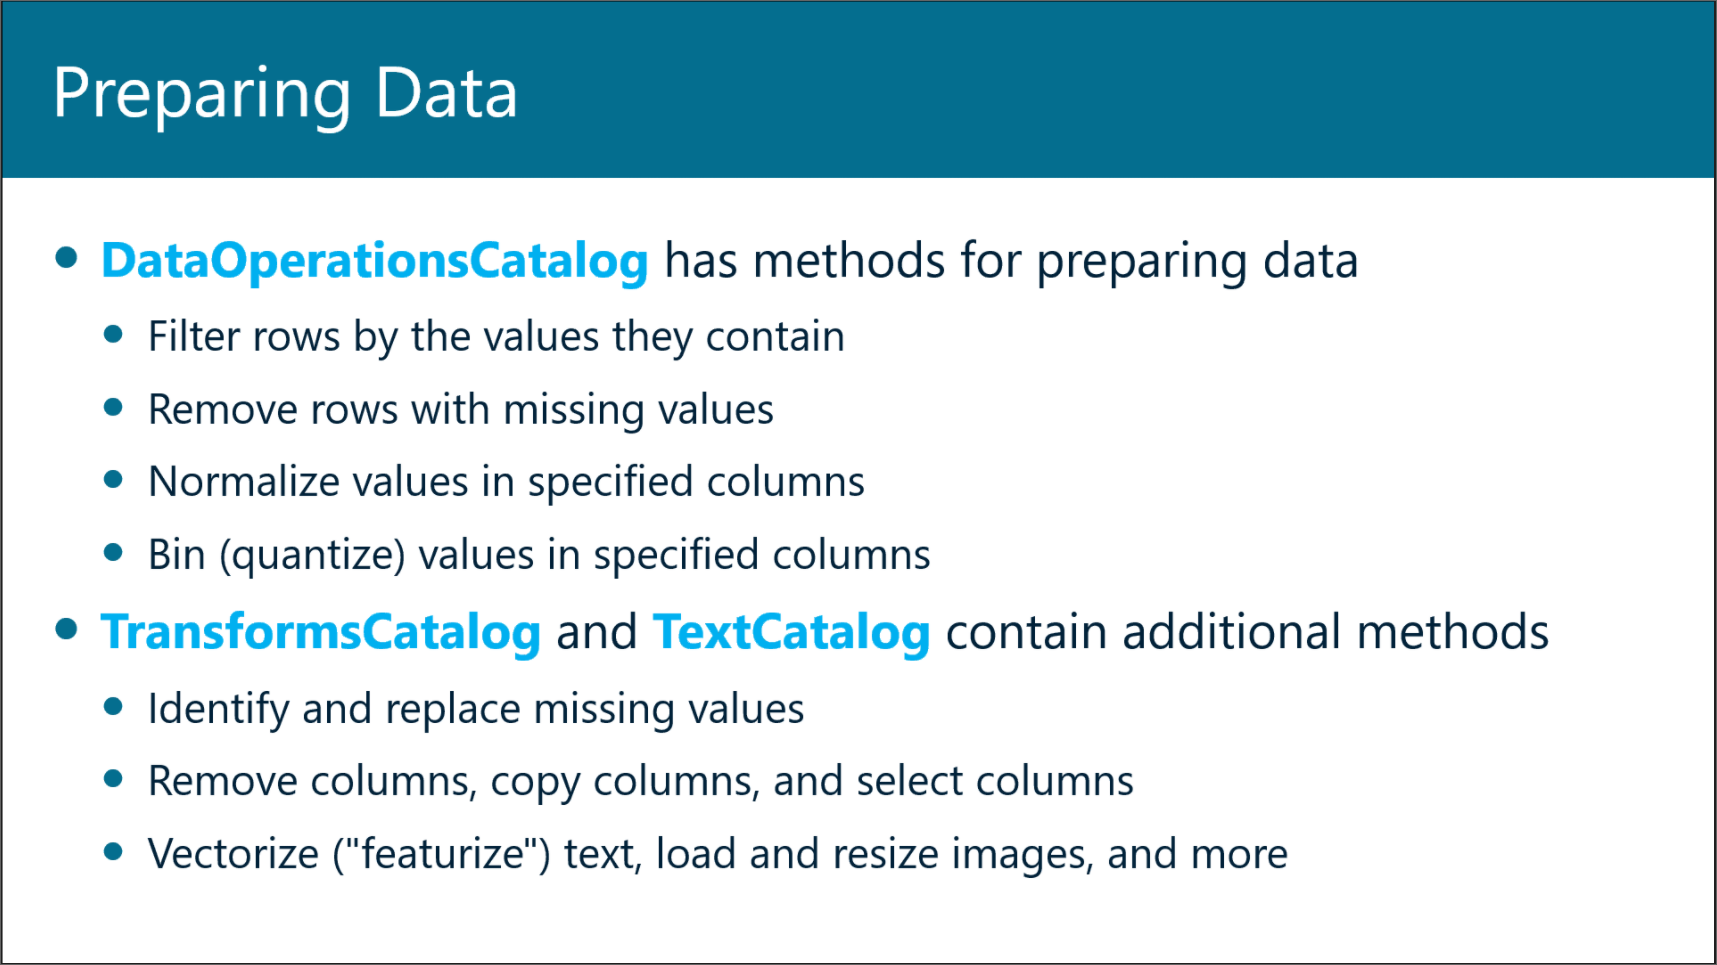 Preparing Data
DataOperationsCatalog has methods for preparing data
Filter rows by the values they contain
Remove rows with missing values
Normalize values in specified columns
Bin (quantize) values in specified columns
TransformsCatalog and TextCatalog contain additional methods
Identify and replace missing values
Remove columns, copy columns, and select columns
Vectorize ("featurize") text, load and resize images, and more